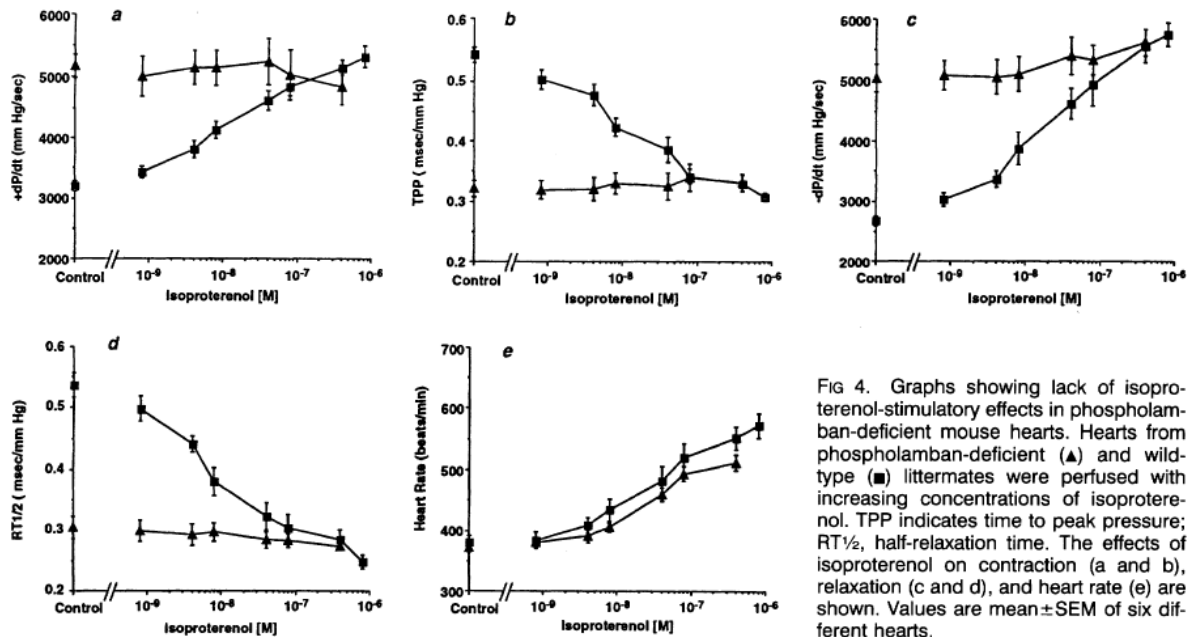 a
6000
5000
4000
3000
2000
+dP/dt (mm Hg/sec)
Control
10⁻⁹
10⁻⁸
10⁻⁷
10⁻⁶
Isoproterenol [M]
b
0.6
0.5
0.4
0.3
0.2
TPP ( msec/mm Hg)
Control
10⁻⁹
10⁻⁸
10⁻⁷
10⁻⁶
Isoproterenol [M]
c
6000
5000
4000
3000
2000
-dP/dt (mm Hg/sec)
Control
10⁻⁹
10⁻⁸
10⁻⁷
10⁻⁶
Isoproterenol [M]
d
0.6
0.5
0.4
0.3
0.2
RT1/2 ( msec/mm Hg)
Control
10⁻⁹
10⁻⁸
10⁻⁷
10⁻⁶
Isoproterenol [M]
e
700
600
500
400
300
Heart Rate (beats/min)
Control
10⁻⁹
10⁻⁸
10⁻⁷
10⁻⁶
Isoproterenol [M]
FIG 4. Graphs showing lack of isopro-
terenol-stimulatory effects in phospholam-
ban-deficient mouse hearts. Hearts from
phospholamban-deficient (▲) and wild-
type (■) littermates were perfused with
increasing concentrations of isoprotere-
nol. TPP indicates time to peak pressure;
RT½, half-relaxation time. The effects of
isoproterenol on contraction (a and b),
relaxation (c and d), and heart rate (e) are
shown. Values are mean±SEM of six dif-
ferent hearts.